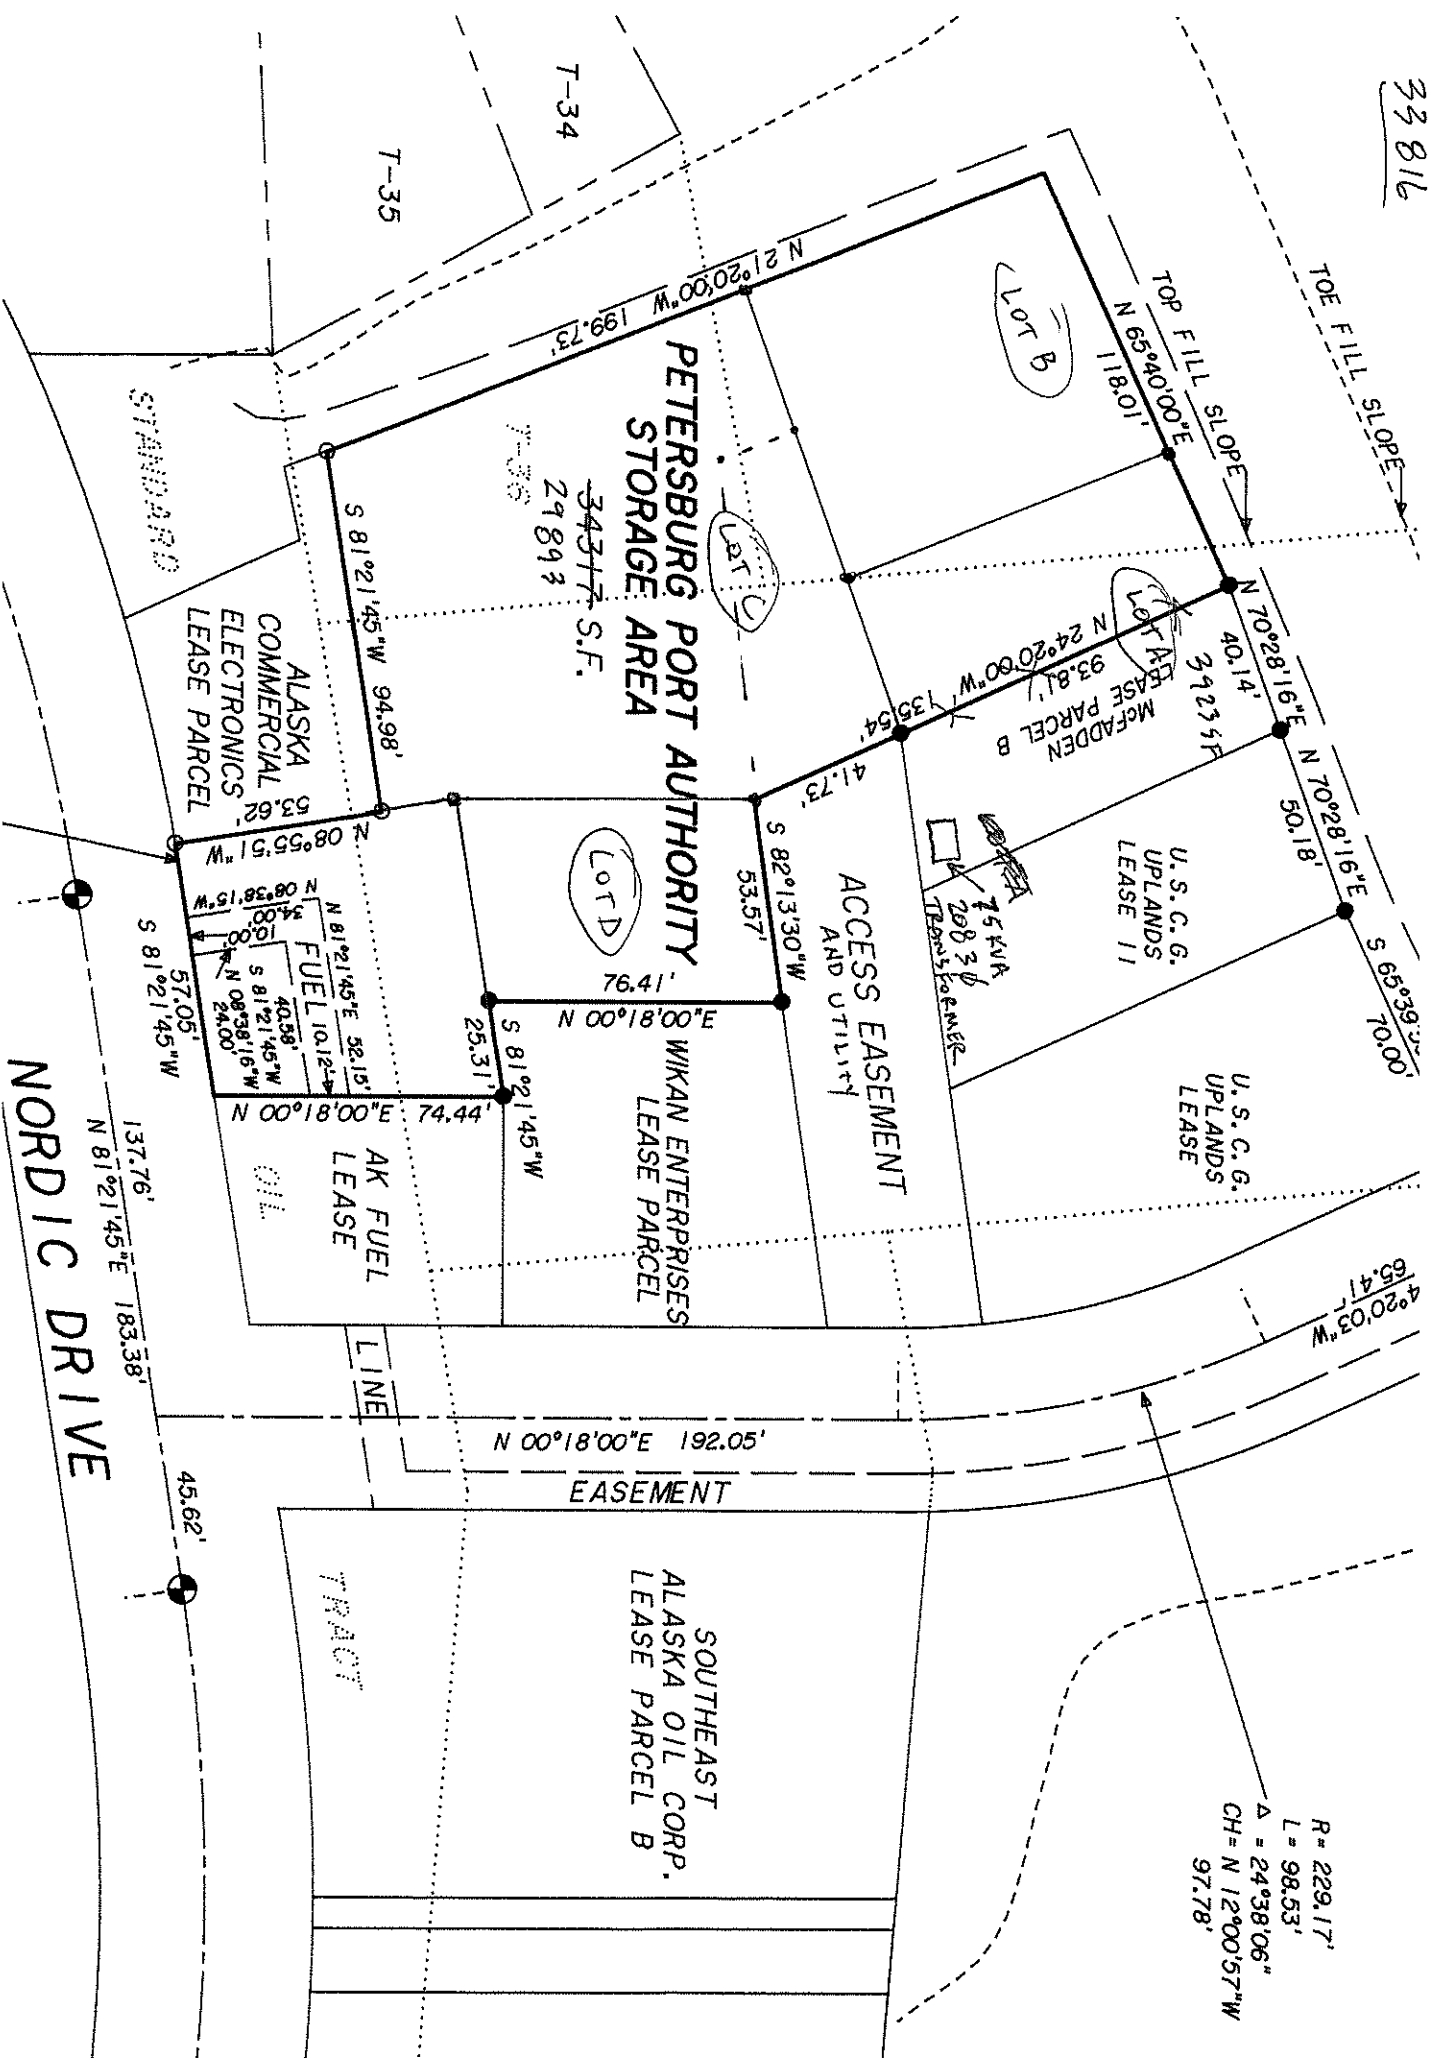 33816
TOE FILL SLOPE
TOP FILL SLOPE
N 65°40'00"E
118.01'
LOT B
T-34
T-35
N 21°20'00"W 199.73'
PETERSBURG PORT AUTHORITY
STORAGE AREA
T-36
34317 S.F.
29893
LOT C
LOT A
3923SF
McFADDEN
LEASE PARCEL B
N 24°20'00"W
93.81'
135.54'
41.73'
N 70°28'16"E
40.14'
N 70°28'16"E
50.18'
S 65°39'
70.00'
U.S.C.G.
UPLANDS
LEASE II
U.S.C.G.
UPLANDS
LEASE
75 KVA
208 3Ø
TRANSFORMER
ACCESS EASEMENT
AND UTILITY
S 82°13'30"W
53.57'
LOT D
76.41'
N 00°18'00"E
S 81°21'45"W
25.31'
WIKAN ENTERPRISES
LEASE PARCEL
STANDARD
S 81°21'45"W 94.98'
ALASKA
COMMERCIAL
ELECTRONICS
LEASE PARCEL
N 08°55'51"W
53.62'
N 08°38'15"W
34.00'
10.00'
N 81°21'45"E 52.15'
FUEL
10.12'
40.58'
S 81°21'45"W
N 08°38'16"W
24.00'
57.05'
S 81°21'45"W
N 00°18'00"E 74.44'
OIL
AK FUEL
LEASE
LINE
137.76'
N 81°21'45"E 183.38'
45.62'
NORDIC DRIVE
N 00°18'00"E 192.05'
EASEMENT
65.41'
4°20'03"W
TRACT
SOUTHEAST
ALASKA OIL CORP.
LEASE PARCEL B
R= 229.17'
L= 98.53'
Δ = 24°38'06"
CH= N 12°00'57"W
97.78'